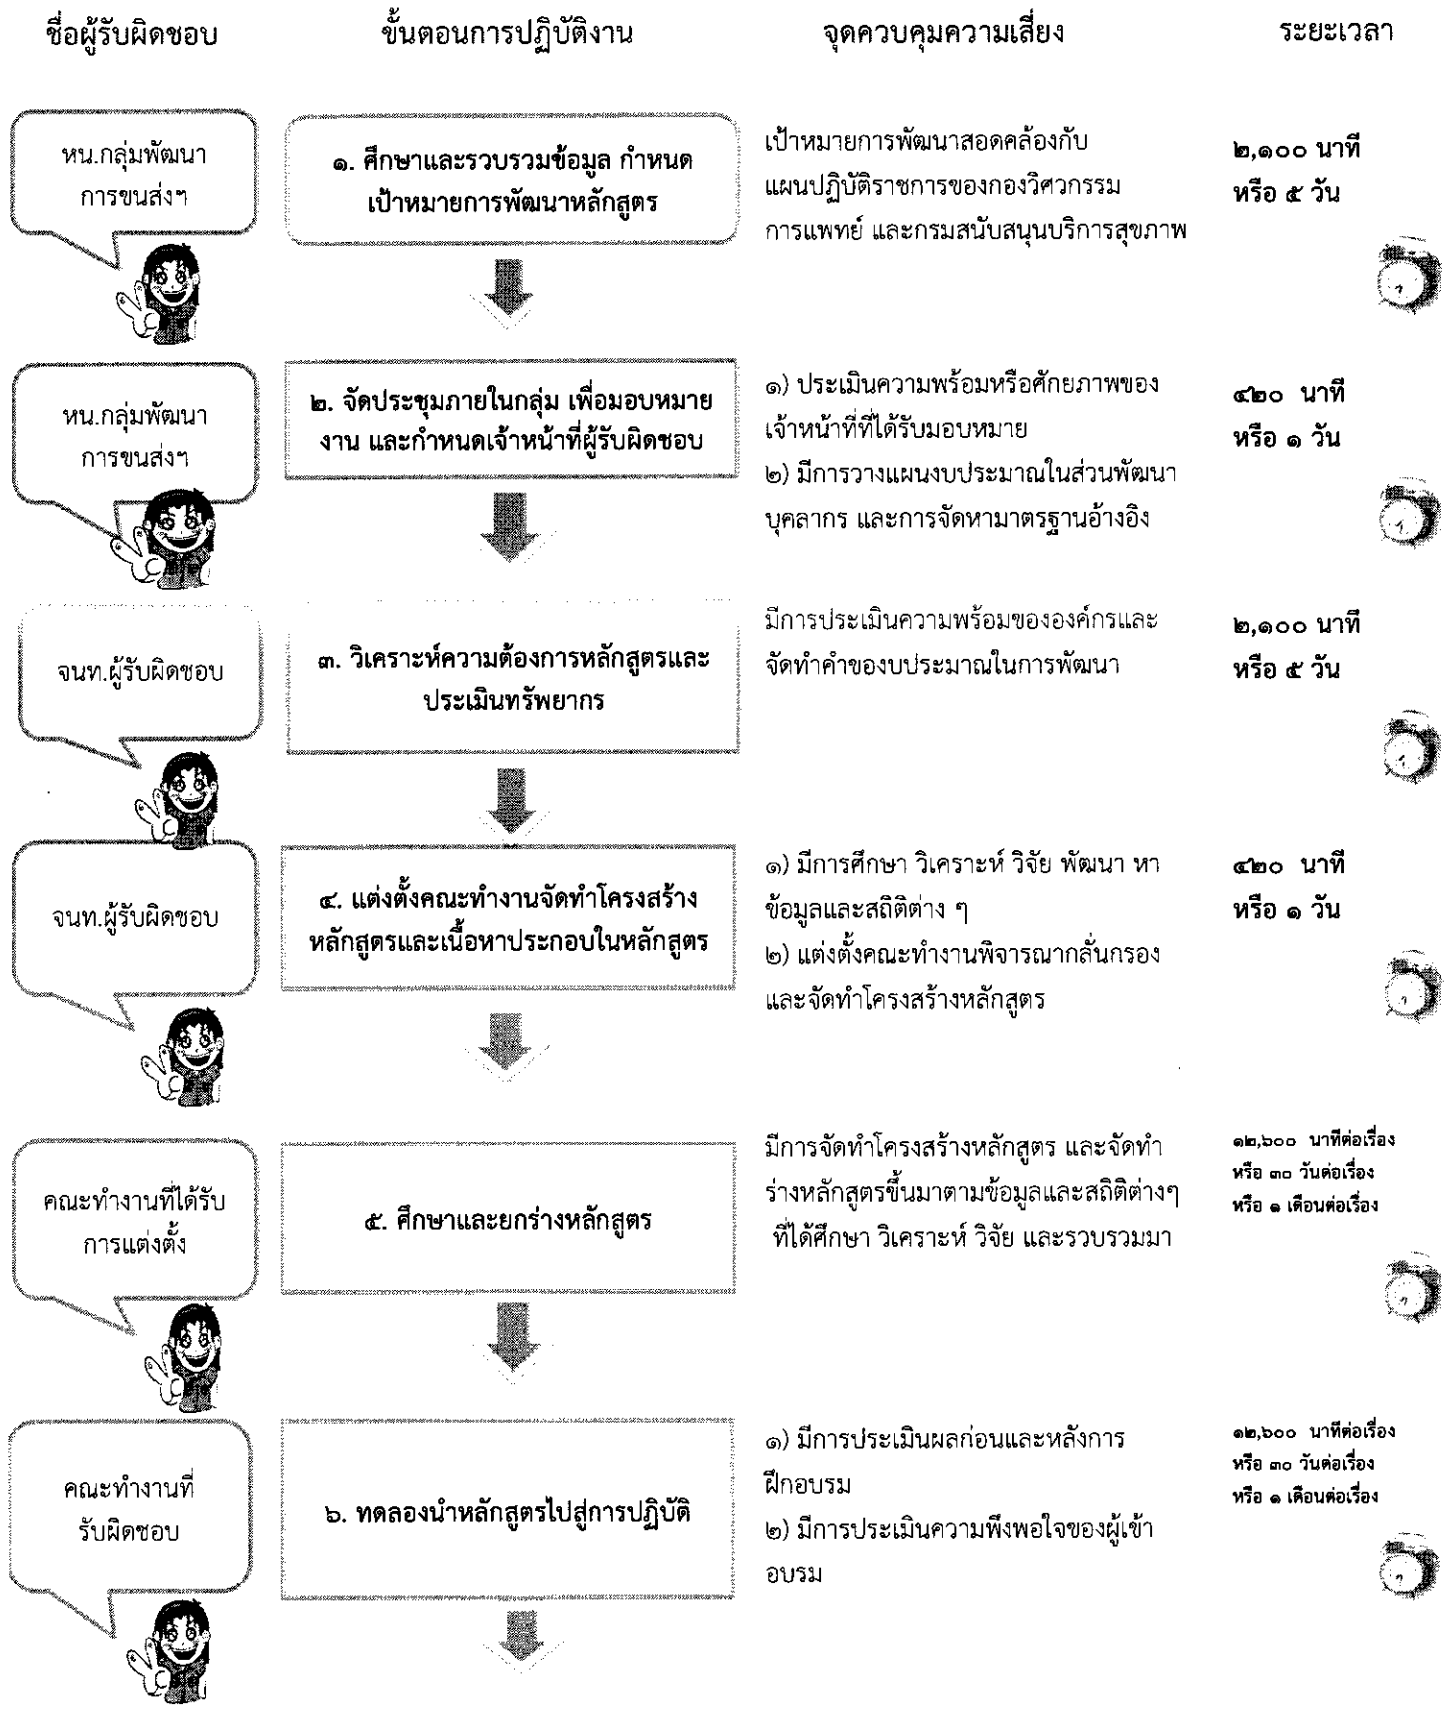 ชื่อผู้รับผิดชอบ
ขั้นตอนการปฏิบัติงาน
จุดควบคุมความเสี่ยง
ระยะเวลา
หน.กลุ่มพัฒนา
การขนส่งฯ
๑. ศึกษาและรวบรวมข้อมูล กำหนด
เป้าหมายการพัฒนาหลักสูตร
เป้าหมายการพัฒนาสอดคล้องกับ
แผนปฏิบัติราชการของกองวิศวกรรม
การแพทย์ และกรมสนับสนุนบริการสุขภาพ
๒,๑๐๐ นาที
หรือ ๕ วัน
หน.กลุ่มพัฒนา
การขนส่งฯ
๒. จัดประชุมภายในกลุ่ม เพื่อมอบหมาย
งาน และกำหนดเจ้าหน้าที่ผู้รับผิดชอบ
๑) ประเมินความพร้อมหรือศักยภาพของ
เจ้าหน้าที่ที่ได้รับมอบหมาย
๒) มีการวางแผนงบประมาณในส่วนพัฒนา
บุคลากร และการจัดหามาตรฐานอ้างอิง
๔๒๐ นาที
หรือ ๑ วัน
จนท.ผู้รับผิดชอบ
๓. วิเคราะห์ความต้องการหลักสูตรและ
ประเมินทรัพยากร
มีการประเมินความพร้อมขององค์กรและ
จัดทำคำของบประมาณในการพัฒนา
๒,๑๐๐ นาที
หรือ ๕ วัน
จนท.ผู้รับผิดชอบ
๔. แต่งตั้งคณะทำงานจัดทำโครงสร้าง
หลักสูตรและเนื้อหาประกอบในหลักสูตร
๑) มีการศึกษา วิเคราะห์ วิจัย พัฒนา หา
ข้อมูลและสถิติต่าง ๆ
๒) แต่งตั้งคณะทำงานพิจารณากลั่นกรอง
และจัดทำโครงสร้างหลักสูตร
๔๒๐ นาที
หรือ ๑ วัน
คณะทำงานที่ได้รับ
การแต่งตั้ง
๕. ศึกษาและยกร่างหลักสูตร
มีการจัดทำโครงสร้างหลักสูตร และจัดทำ
ร่างหลักสูตรขึ้นมาตามข้อมูลและสถิติต่างๆ
ที่ได้ศึกษา วิเคราะห์ วิจัย และรวบรวมมา
๑๒,๖๐๐ นาทีต่อเรื่อง
หรือ ๓๐ วันต่อเรื่อง
หรือ ๑ เดือนต่อเรื่อง
คณะทำงานที่
รับผิดชอบ
๖. ทดลองนำหลักสูตรไปสู่การปฏิบัติ
๑) มีการประเมินผลก่อนและหลังการ
ฝึกอบรม
๒) มีการประเมินความพึงพอใจของผู้เข้า
อบรม
๑๒,๖๐๐ นาทีต่อเรื่อง
หรือ ๓๐ วันต่อเรื่อง
หรือ ๑ เดือนต่อเรื่อง